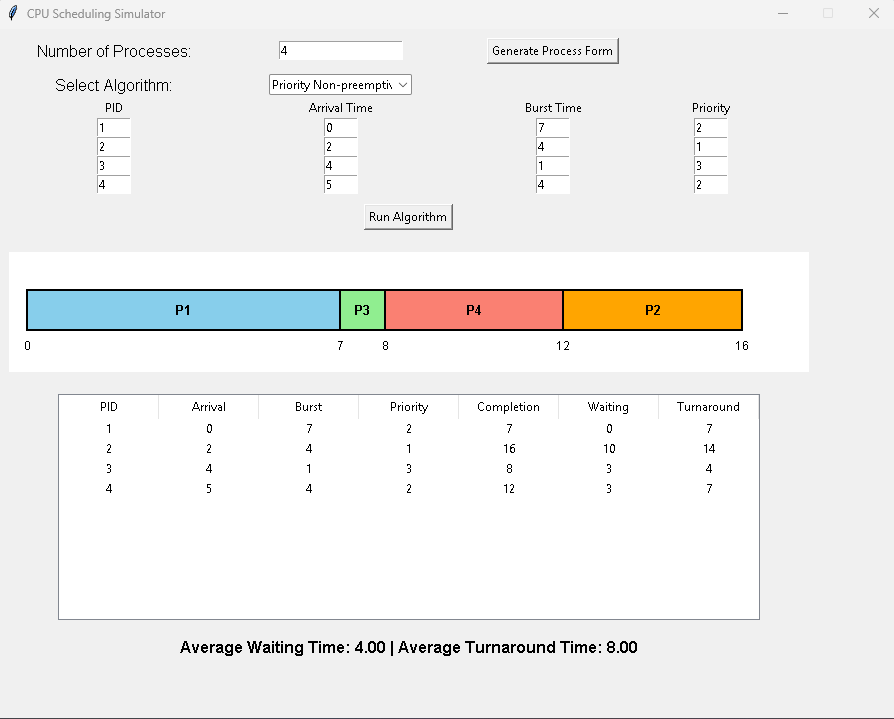 CPU Scheduling Simulator
Number of Processes: 4 Generate Process Form
Select Algorithm: Priority Non-preemptiv
PID Arrival Time Burst Time Priority
1 0 7 2
2 2 4 1
3 4 1 3
4 5 4 2
Run Algorithm
P1 P3 P4 P2
0 7 8 12 16
PID Arrival Burst Priority Completion Waiting Turnaround
1 0 7 2 7 0 7
2 2 4 1 16 10 14
3 4 1 3 8 3 4
4 5 4 2 12 3 7
Average Waiting Time: 4.00 | Average Turnaround Time: 8.00